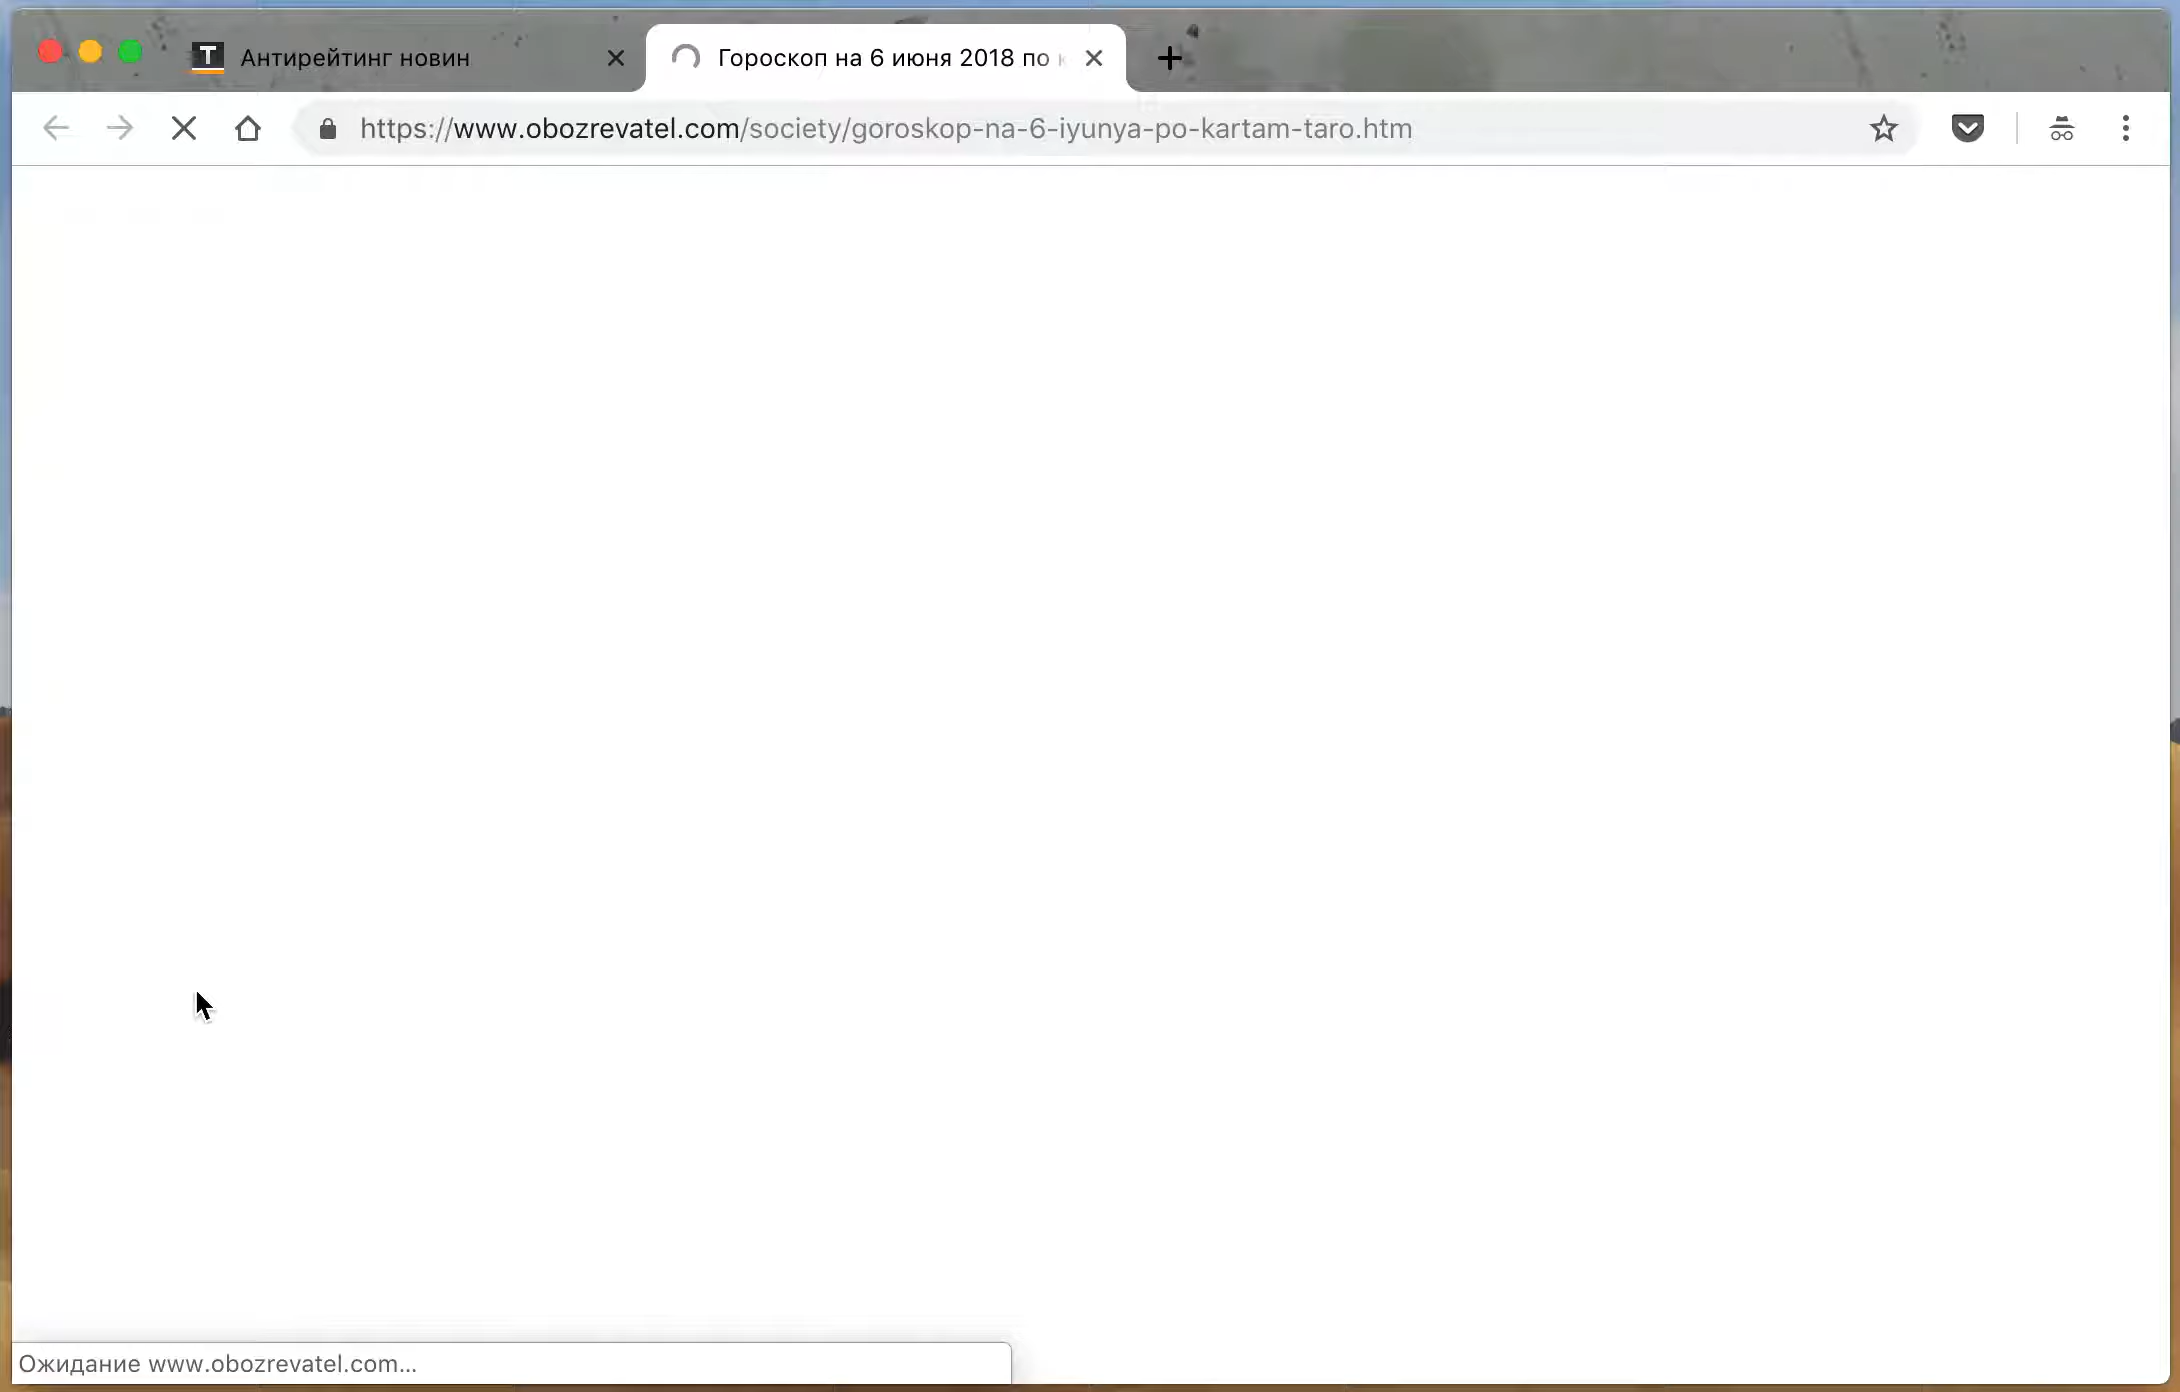 T Антирейтинг новин
Гороскоп на 6 июня 2018 по
https://www.obozrevatel.com/society/goroskop-na-6-iyunya-po-kartam-taro.htm
Ожидание www.obozrevatel.com...